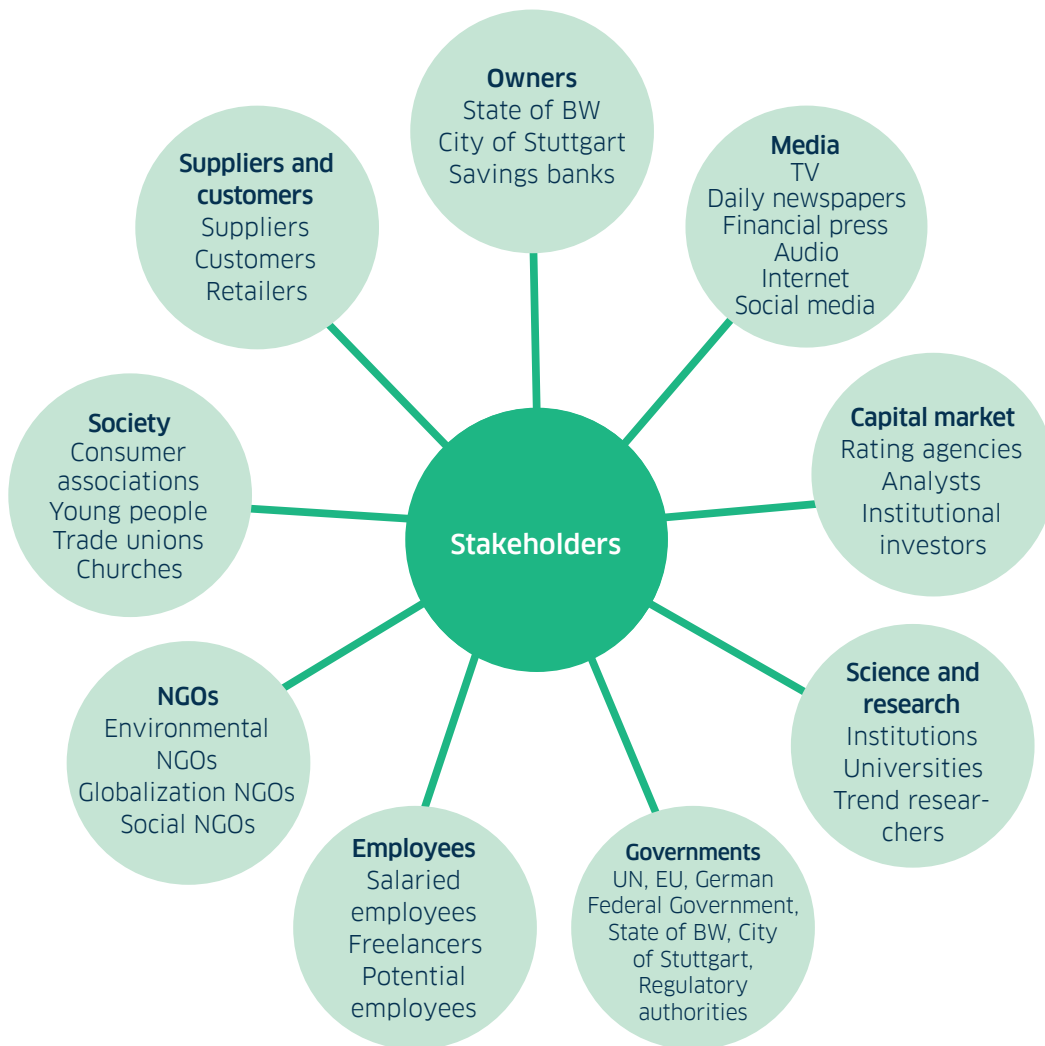 Owners
State of BW
City of Stuttgart
Savings banks
Media
TV
Daily newspapers
Financial press
Audio
Internet
Social media
Capital market
Rating agencies
Analysts
Institutional
investors
Science and
research
Institutions
Universities
Trend resear-
chers
Governments
UN, EU, German
Federal Government,
State of BW, City
of Stuttgart,
Regulatory
authorities
Employees
Salaried
employees
Freelancers
Potential
employees
NGOs
Environmental
NGOs
Globalization NGOs
Social NGOs
Society
Consumer
associations
Young people
Trade unions
Churches
Suppliers and
customers
Suppliers
Customers
Retailers
Stakeholders